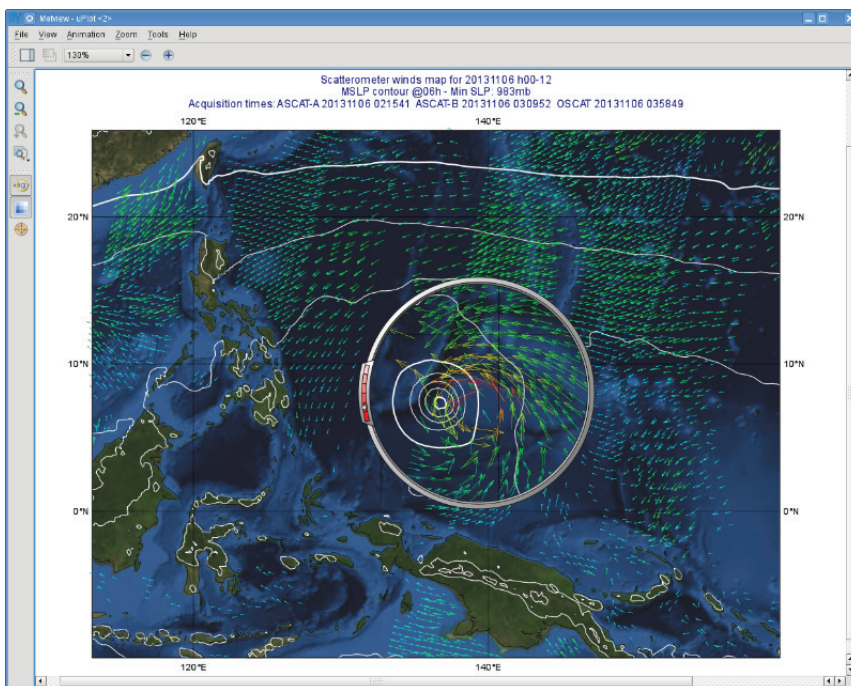 Metview - uPlot <2>
File View Animation Zoom Tools Help
130%
Scatterometer winds map for 20131106 h00-12
MSLP contour @06h - Min SLP: 983mb
Acquisition times: ASCAT-A 20131106 021541 ASCAT-B 20131106 030952 OSCAT 20131106 035849
120°E 140°E
20°N 20°N
10°N 10°N
0°N 0°N
120°E 140°E